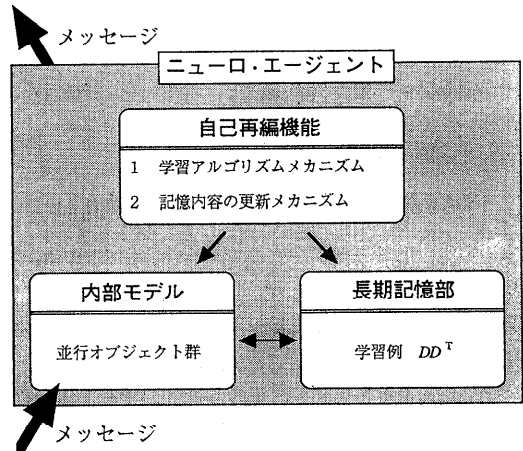 メッセージ
ニューロ・エージェント
自己再編機能
1 学習アルゴリズムメカニズム
2 記憶内容の更新メカニズム
内部モデル
並行オブジェクト群
長期記憶部
学習例 DDᵀ
メッセージ